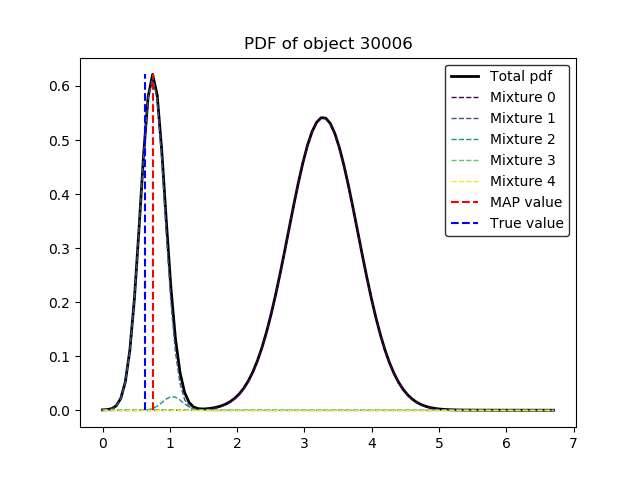 PDF of object 30006
Total pdf
Mixture 0
Mixture 1
Mixture 2
Mixture 3
Mixture 4
MAP value
True value
0.6
0.5
0.4
0.3
0.2
0.1
0.0
0 1 2 3 4 5 6 7